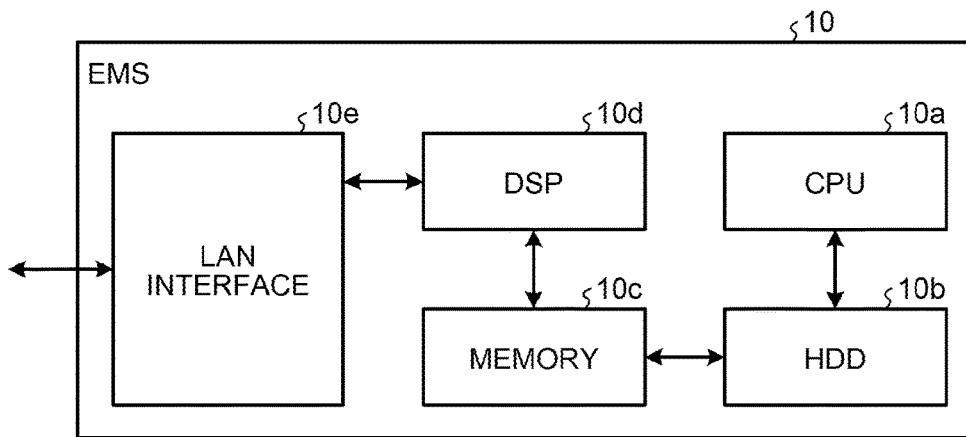 10
EMS
10e
10d
10a
LAN
INTERFACE
DSP
CPU
10c
10b
MEMORY
HDD